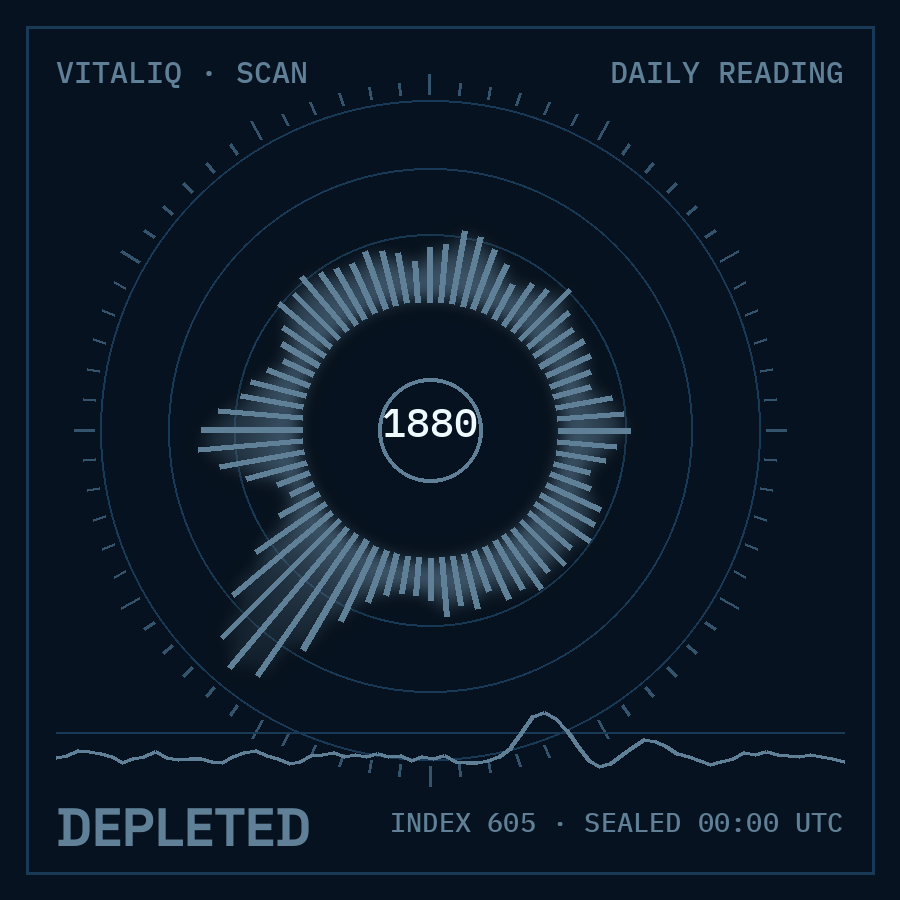 VITALIQ · SCAN
DAILY READING
1880
DEPLETED
INDEX 605 · SEALED 00:00 UTC